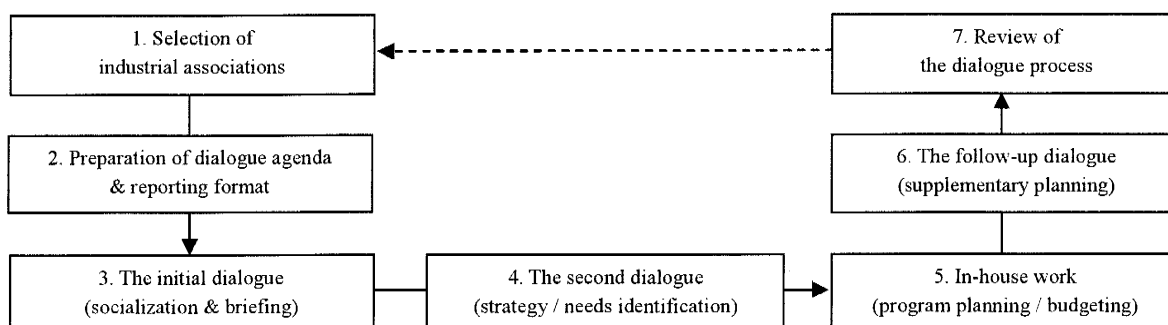 1. Selection of
industrial associations
2. Preparation of dialogue agenda
& reporting format
3. The initial dialogue
(socialization & briefing)
4. The second dialogue
(strategy / needs identification)
5. In-house work
(program planning / budgeting)
6. The follow-up dialogue
(supplementary planning)
7. Review of
the dialogue process